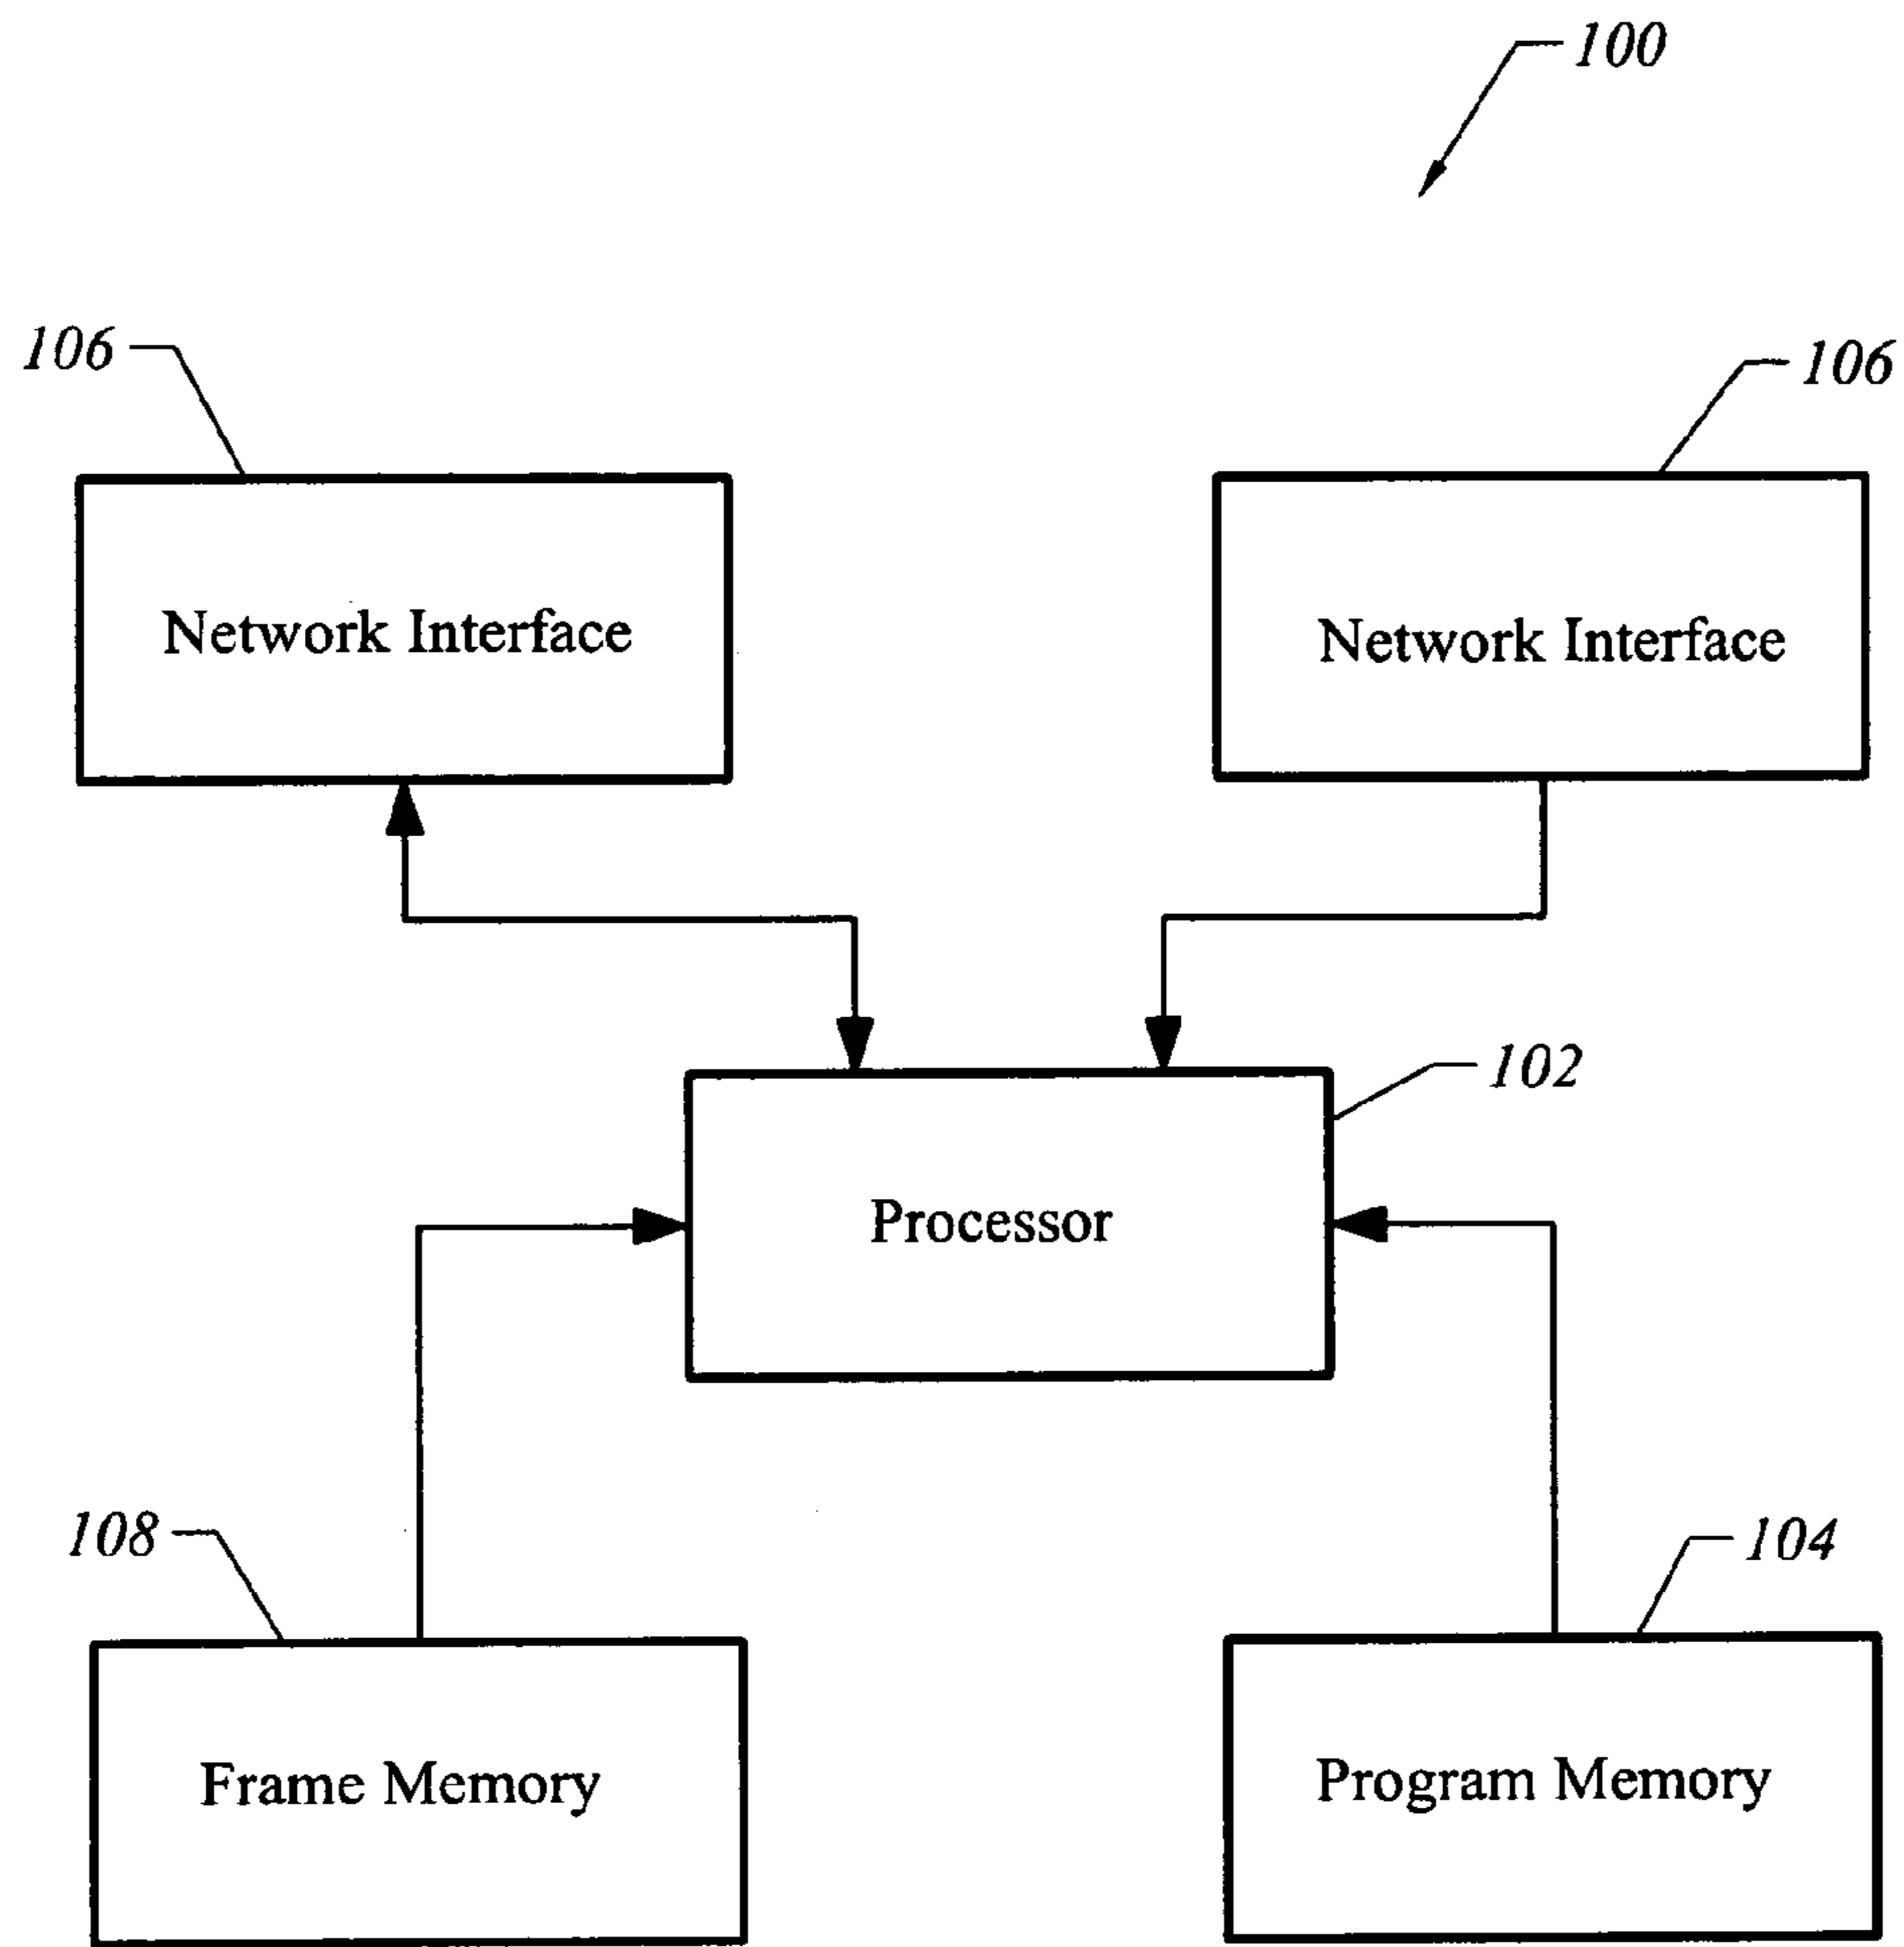 100
106
106
Network Interface
Network Interface
102
Processor
108
104
Frame Memory
Program Memory